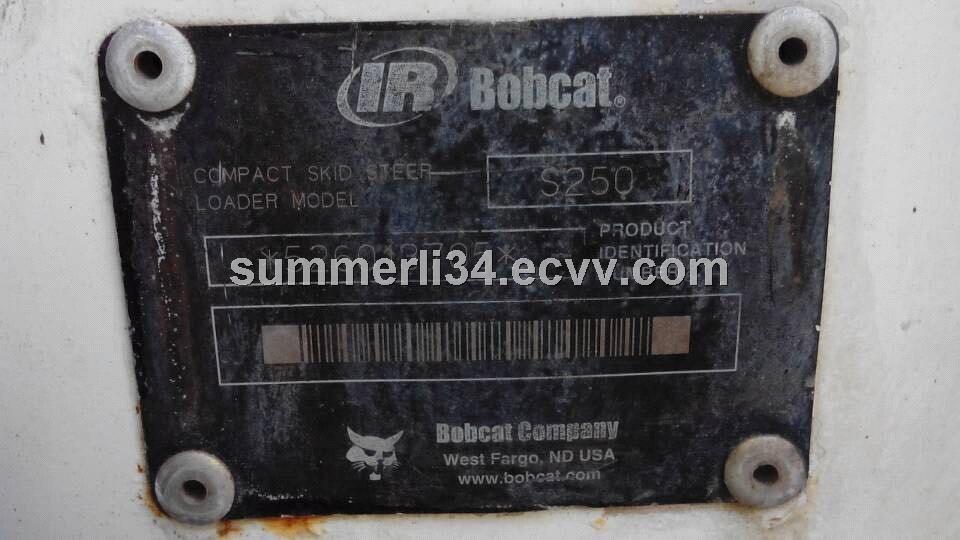 IR Bobcat®
COMPACT SKID STEER
LOADER MODEL
S250
PRODUCT
IDENTIFICATION
summerli34.ecvv.com
Bobcat Company
West Fargo, ND USA
www.bobcat.com